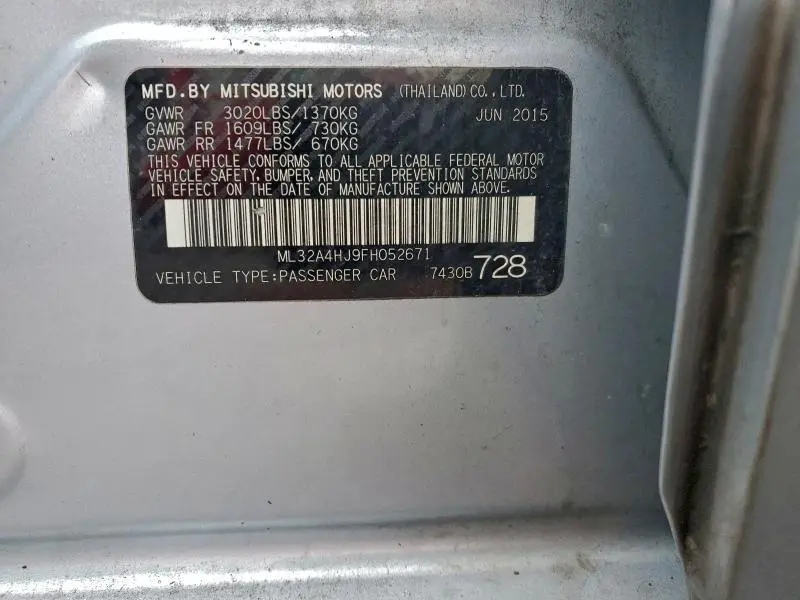 MFD. BY MITSUBISHI MOTORS (THAILAND) CO., LTD.
GVWR 3020LBS/1370KG JUN 2015
GAWR FR 1609LBS/ 730KG
GAWR RR 1477LBS/ 670KG
THIS VEHICLE CONFORMS TO ALL APPLICABLE FEDERAL MOTOR
VEHICLE SAFETY, BUMPER, AND THEFT PREVENTION STANDARDS
IN EFFECT ON THE DATE OF MANUFACTURE SHOWN ABOVE.
ML32A4HJ9FH052671
VEHICLE TYPE:PASSENGER CAR 7430B 728